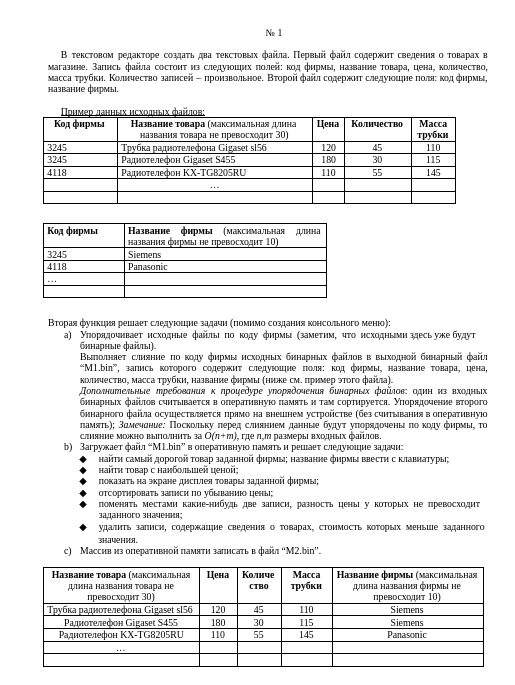 № 1
В текстовом редакторе создать два текстовых файла. Первый файл содержит сведения о товарах в
магазине. Запись файла состоит из следующих полей: код фирмы, название товара, цена, количество,
масса трубки. Количество записей – произвольное. Второй файл содержит следующие поля: код фирмы,
название фирмы.
Пример данных исходных файлов:
Код фирмы Название товара (максимальная длина Цена Количество Масса
названия товара не превосходит 30) трубки
3245 Трубка радиотелефона Gigaset sl56 120 45 110
3245 Радиотелефон Gigaset S455 180 30 115
4118 Радиотелефон KX-TG8205RU 110 55 145
…
Код фирмы Название фирмы (максимальная длина
названия фирмы не превосходит 10)
3245 Siemens
4118 Panasonic
…
Вторая функция решает следующие задачи (помимо создания консольного меню):
a) Упорядочивает исходные файлы по коду фирмы (заметим, что исходными здесь уже будут
бинарные файлы).
Выполняет слияние по коду фирмы исходных бинарных файлов в выходной бинарный файл
“M1.bin”, запись которого содержит следующие поля: код фирмы, название товара, цена,
количество, масса трубки, название фирмы (ниже см. пример этого файла).
Дополнительные требования к процедуре упорядочения бинарных файлов: один из входных
бинарных файлов считывается в оперативную память и там сортируется. Упорядочение второго
бинарного файла осуществляется прямо на внешнем устройстве (без считывания в оперативную
память); Замечание: Поскольку перед слиянием данные будут упорядочены по коду фирмы, то
слияние можно выполнить за O(n+m), где n,m размеры входных файлов.
b) Загружает файл “M1.bin” в оперативную память и решает следующие задачи:
◆ найти самый дорогой товар заданной фирмы; название фирмы ввести с клавиатуры;
◆ найти товар с наибольшей ценой;
◆ показать на экране дисплея товары заданной фирмы;
◆ отсортировать записи по убыванию цены;
◆ поменять местами какие-нибудь две записи, разность цену у которых не превосходит
заданного значения;
◆ удалить записи, содержащие сведения о товарах, стоимость которых меньше заданного
значения.
c) Массив из оперативной памяти записать в файл “M2.bin”.
Название товара (максимальная Цена Количе Масса Название фирмы (максимальная
длина названия товара не ство трубки длина названия фирмы не
превосходит 30) превосходит 10)
Трубка радиотелефона Gigaset sl56 120 45 110 Siemens
Радиотелефон Gigaset S455 180 30 115 Siemens
Радиотелефон KX-TG8205RU 110 55 145 Panasonic
…